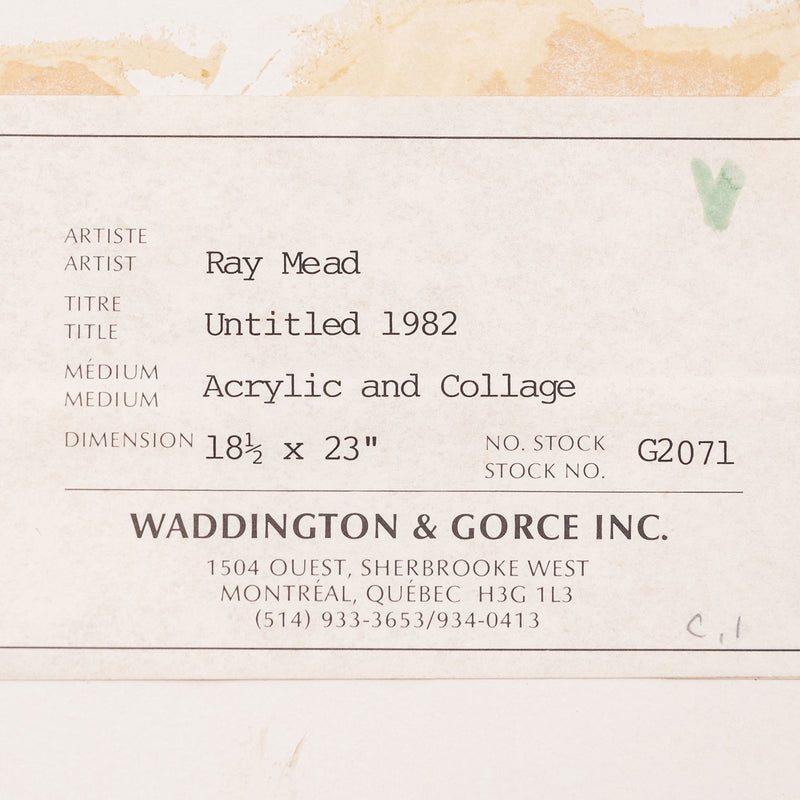 ARTISTE
ARTIST Ray Mead
TITRE
TITLE Untitled 1982
MÉDIUM
MEDIUM Acrylic and Collage
DIMENSION 18½ x 23"
NO. STOCK
STOCK NO. G2071
WADDINGTON & GORCE INC.
1504 OUEST, SHERBROOKE WEST
MONTRÉAL, QUÉBEC H3G 1L3
(514) 933-3653/934-0413
C,1